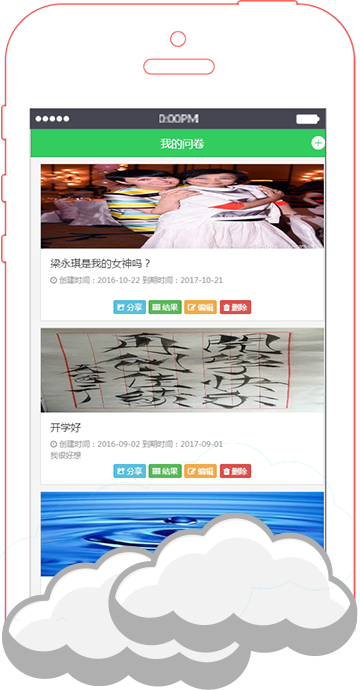 0:00PM
我的问卷
梁永琪是我的女神吗？
创建时间：2016-10-22 到期时间：2017-10-21
分享 结果 编辑 删除
开学好
创建时间：2016-09-02 到期时间：2017-09-01
我很好想
分享 结果 编辑 删除